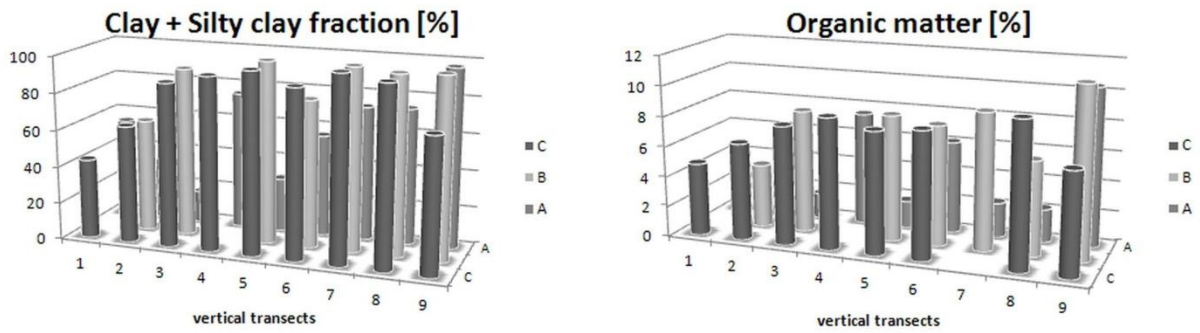 Clay + Silty clay fraction [%]
100
80
60
40
20
0
1 2 3 4 5 6 7 8 9
A
C
vertical transects
C
B
A
Organic matter [%]
12
10
8
6
4
2
0
1 2 3 4 5 6 7 8 9
A
C
vertical transects
C
B
A